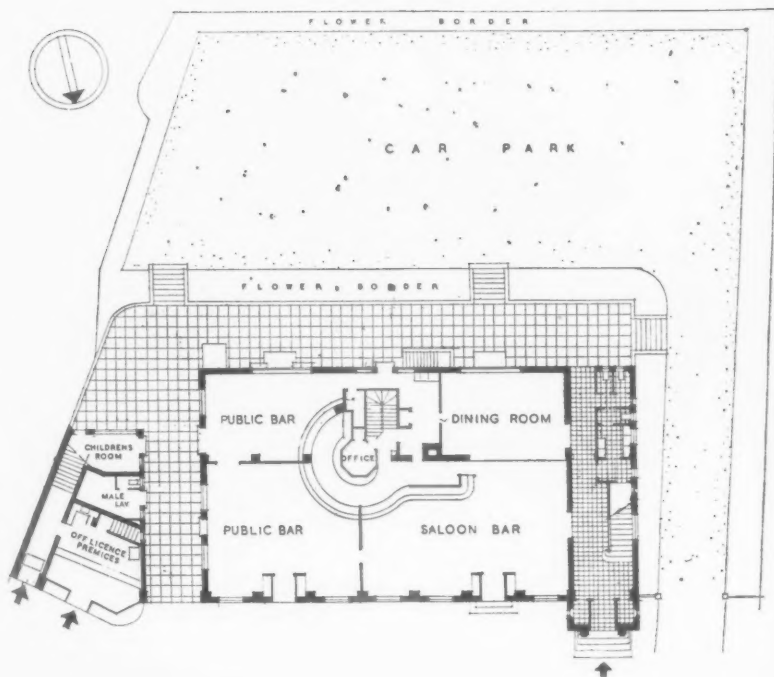 FLOWER BORDER
CAR PARK
FLOWER BORDER
PUBLIC BAR
DINING ROOM
OFFICE
CHILDRENS
ROOM
MALE
LAV
OFF LICENCE
PREMICES
PUBLIC BAR
SALOON BAR